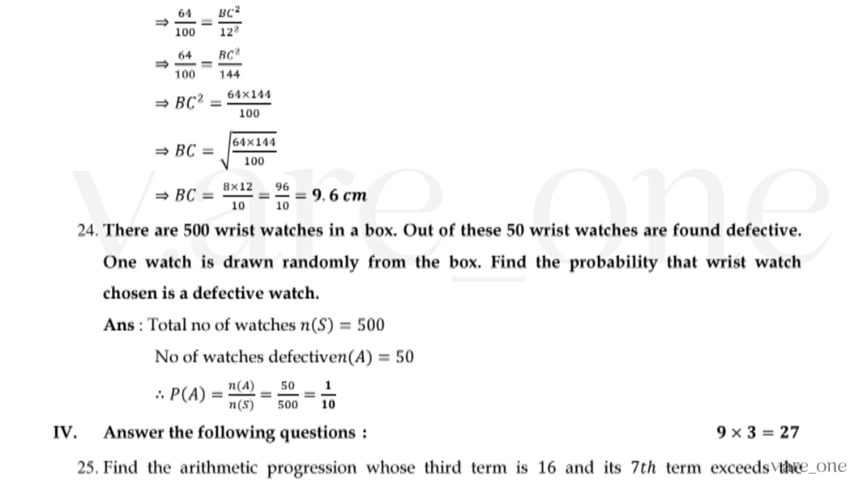 ⇒ 64/100 = BC²/12²
⇒ 64/100 = BC²/144
⇒ BC² = 64×144/100
⇒ BC = √(64×144/100)
⇒ BC = 8×12/10 = 96/10 = 9.6 cm
24. There are 500 wrist watches in a box. Out of these 50 wrist watches are found defective.
One watch is drawn randomly from the box. Find the probability that wrist watch
chosen is a defective watch.
Ans : Total no of watches n(S) = 500
No of watches defectiven(A) = 50
∴ P(A) = n(A)/n(S) = 50/500 = 1/10
IV. Answer the following questions : 9 × 3 = 27
25. Find the arithmetic progression whose third term is 16 and its 7th term exceeds the
vare_one
vare_one